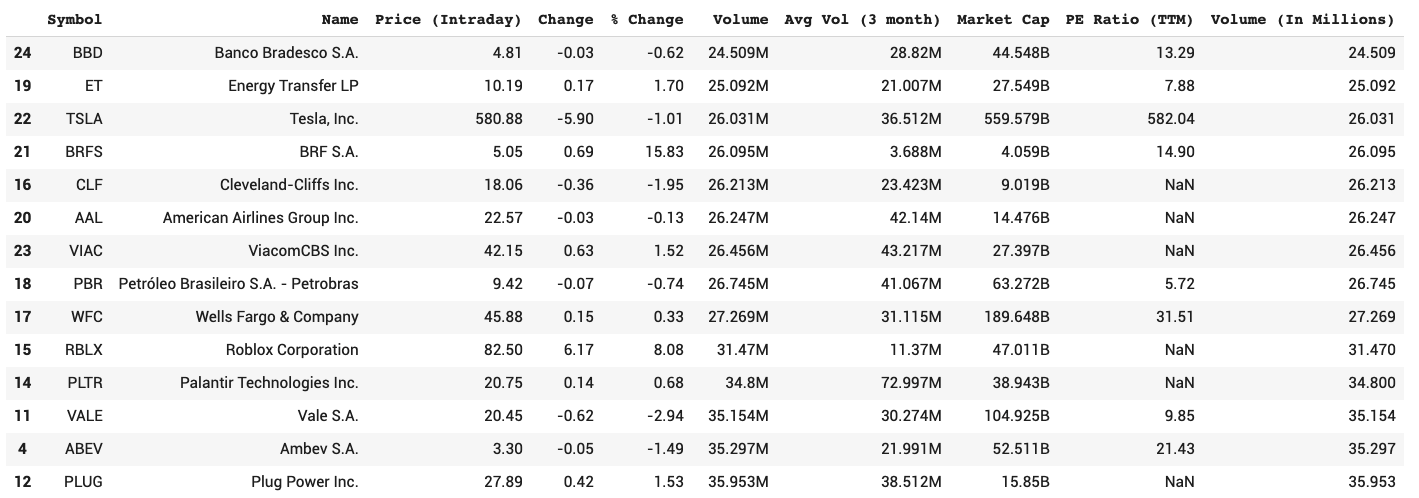 Symbol Name Price (Intraday) Change % Change Volume Avg Vol (3 month) Market Cap PE Ratio (TTM) Volume (In Millions)
24 BBD Banco Bradesco S.A. 4.81 -0.03 -0.62 24.509M 28.82M 44.548B 13.29 24.509
19 ET Energy Transfer LP 10.19 0.17 1.70 25.092M 21.007M 27.549B 7.88 25.092
22 TSLA Tesla, Inc. 580.88 -5.90 -1.01 26.031M 36.512M 559.579B 582.04 26.031
21 BRFS BRF S.A. 5.05 0.69 15.83 26.095M 3.688M 4.059B 14.90 26.095
16 CLF Cleveland-Cliffs Inc. 18.06 -0.36 -1.95 26.213M 23.423M 9.019B NaN 26.213
20 AAL American Airlines Group Inc. 22.57 -0.03 -0.13 26.247M 42.14M 14.476B NaN 26.247
23 VIAC ViacomCBS Inc. 42.15 0.63 1.52 26.456M 43.217M 27.397B NaN 26.456
18 PBR Petróleo Brasileiro S.A. - Petrobras 9.42 -0.07 -0.74 26.745M 41.067M 63.272B 5.72 26.745
17 WFC Wells Fargo & Company 45.88 0.15 0.33 27.269M 31.115M 189.648B 31.51 27.269
15 RBLX Roblox Corporation 82.50 6.17 8.08 31.47M 11.37M 47.011B NaN 31.470
14 PLTR Palantir Technologies Inc. 20.75 0.14 0.68 34.8M 72.997M 38.943B NaN 34.800
11 VALE Vale S.A. 20.45 -0.62 -2.94 35.154M 30.274M 104.925B 9.85 35.154
4 ABEV Ambev S.A. 3.30 -0.05 -1.49 35.297M 21.991M 52.511B 21.43 35.297
12 PLUG Plug Power Inc. 27.89 0.42 1.53 35.953M 38.512M 15.85B NaN 35.953